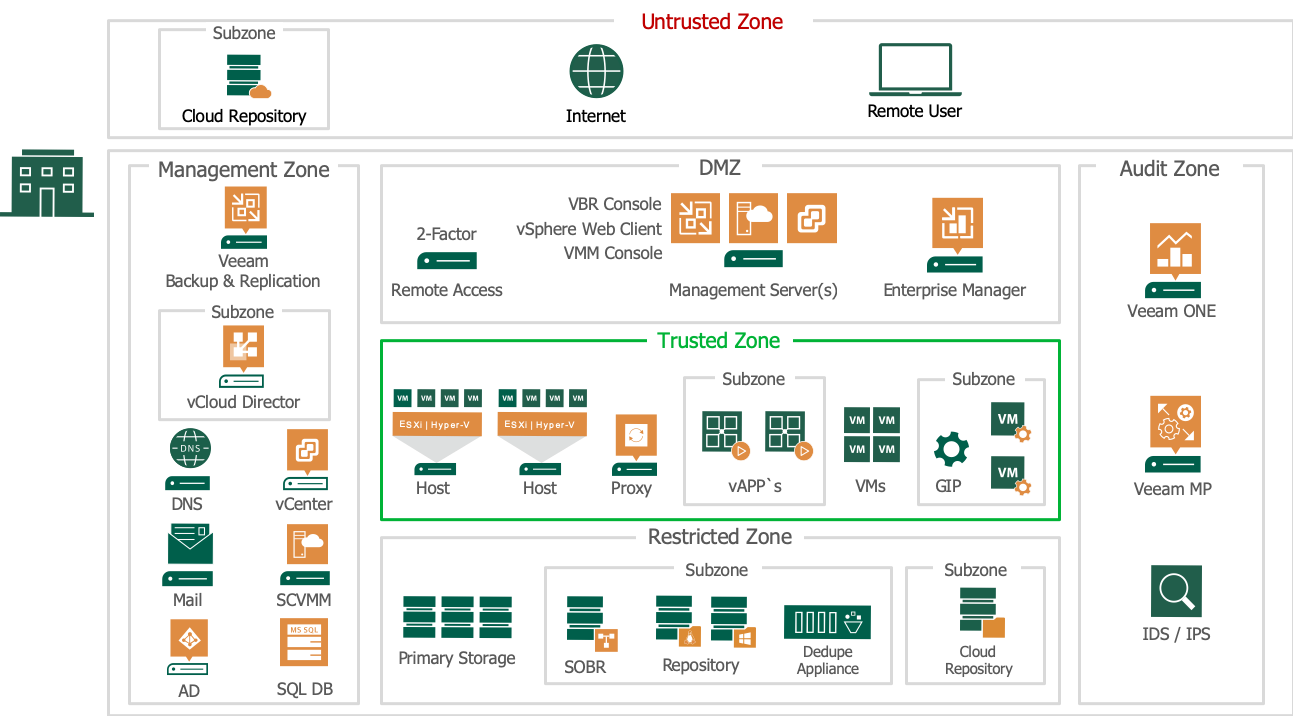 Untrusted Zone
Subzone
Cloud Repository
Internet
Remote User
Management Zone
Veeam
Backup & Replication
Subzone
vCloud Director
DNS
DNS
vCenter
Mail
SCVMM
AD
MS SQL
SQL DB
DMZ
2-Factor
Remote Access
VBR Console
vSphere Web Client
VMM Console
Management Server(s)
Enterprise Manager
Trusted Zone
VM VM VM VM
ESXi | Hyper-V
Host
VM VM VM VM
ESXi | Hyper-V
Host
Proxy
Subzone
vAPP`s
VM VM
VM VM
VMs
Subzone
GIP
VM
VM
Restricted Zone
Primary Storage
Subzone
SOBR
Repository
Dedupe
Appliance
Subzone
Cloud
Repository
Audit Zone
Veeam ONE
Veeam MP
IDS / IPS